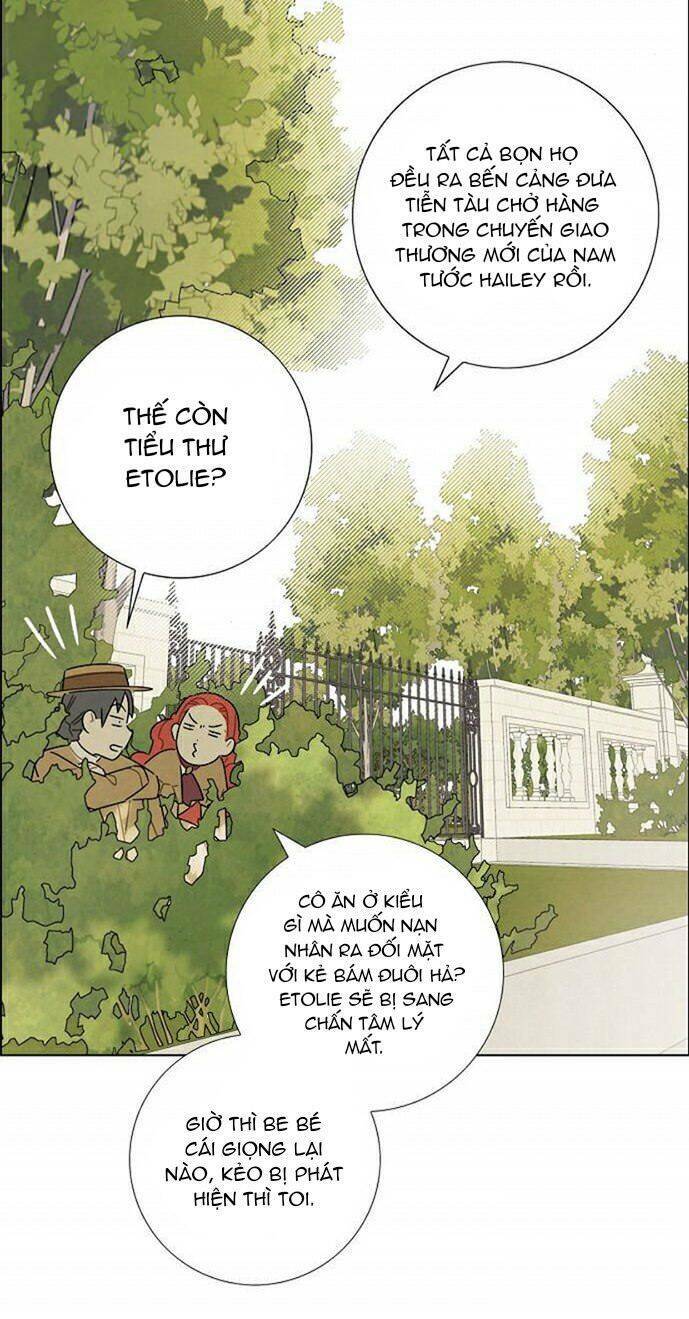 TẤT CẢ BỌN HỌ
ĐỀU RA BẾN CẢNG ĐƯA
TIỄN TÀU CHỞ HÀNG
TRONG CHUYẾN GIAO
THƯƠNG MỚI CỦA NAM
TƯỚC HAILEY RỒI.
THẾ CÒN
TIỂU THƯ
ETOLIE?
CÔ ĂN Ở KIỂU
GÌ MÀ MUỐN NẠN
NHÂN RA ĐỐI MẶT
VỚI KẺ BÁM ĐUÔI HẢ?
ETOLIE SẼ BỊ SANG
CHẤN TÂM LÝ
MẤT.
GIỜ THÌ BE BÉ
CÁI GIỌNG LẠI
NÀO, KẺO BỊ PHÁT
HIỆN THÌ TOI.